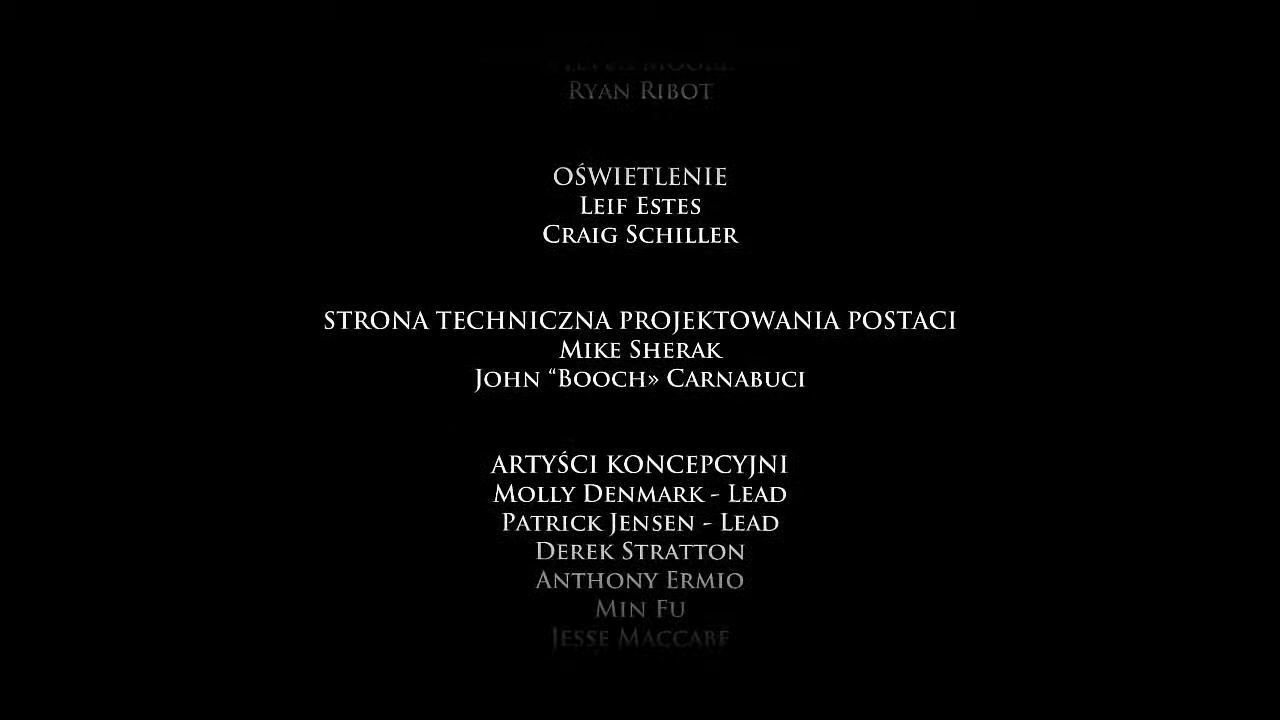 Ryan Ribot
OŚWIETLENIE
Leif Estes
Craig Schiller
STRONA TECHNICZNA PROJEKTOWANIA POSTACI
Mike Sherak
John “Booch» Carnabuci
ARTYŚCI KONCEPCYJNI
Molly Denmark - Lead
Patrick Jensen - Lead
Derek Stratton
Anthony Ermio
Min Fu
Jesse Maccabe